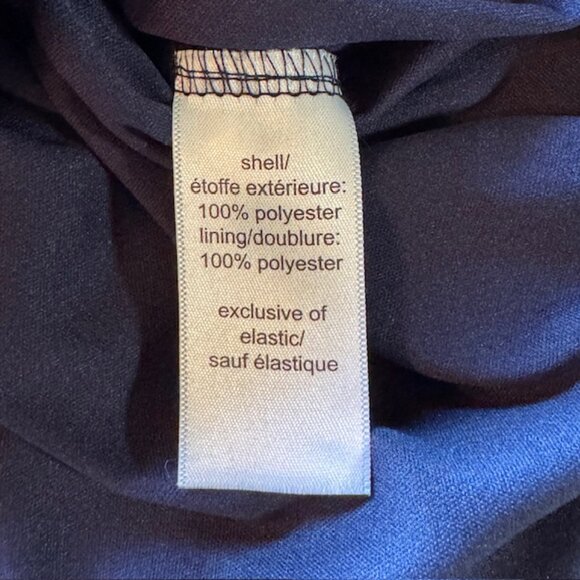 shell/
étoffe extérieure:
100% polyester
lining/doublure:
100% polyester
exclusive of
elastic/
sauf élastique